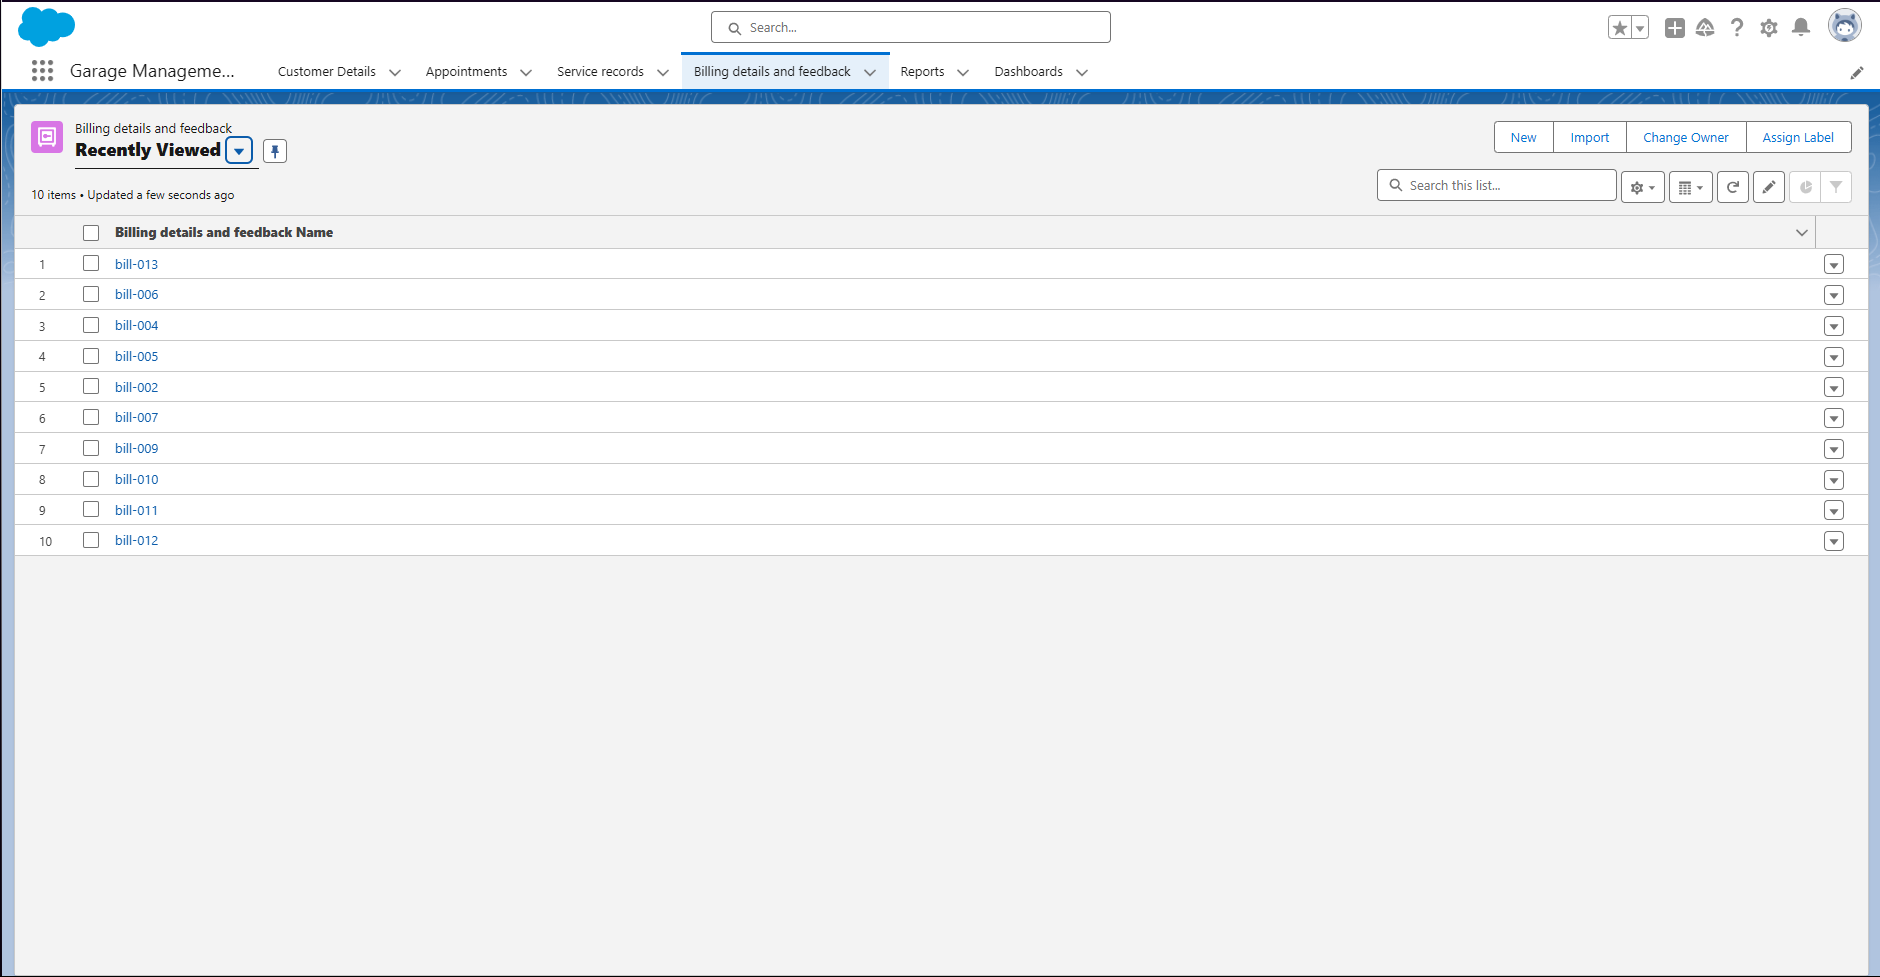 Search...
Garage Manageme...
Customer Details
Appointments
Service records
Billing details and feedback
Reports
Dashboards
Billing details and feedback
Recently Viewed
New
Import
Change Owner
Assign Label
10 items • Updated a few seconds ago
Search this list...
Billing details and feedback Name
1 bill-013
2 bill-006
3 bill-004
4 bill-005
5 bill-002
6 bill-007
7 bill-009
8 bill-010
9 bill-011
10 bill-012